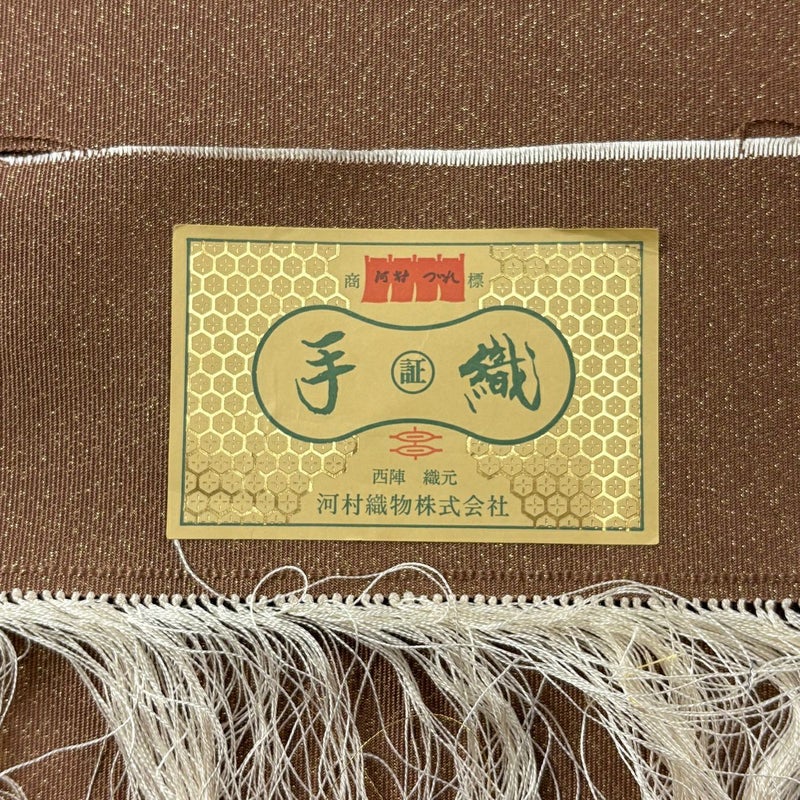 商 河村 つづれ 標
手 証 織
西陣 織元
河村織物株式会社